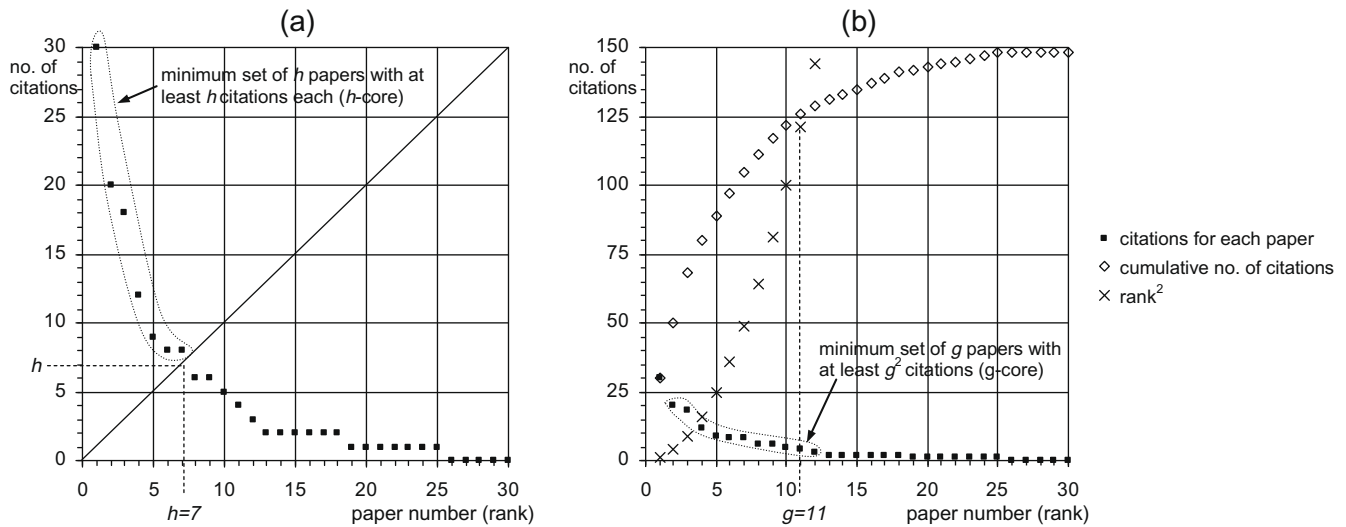 (a)
30
no. of
citations
25
20
15
10
h
5
0
minimum set of h papers with at
least h citations each (h-core)
0 5 10 15 20 25 30
h=7 paper number (rank)
(b)
150
no. of
citations
125
100
75
50
25
0
minimum set of g papers with
at least g² citations (g-core)
0 5 10 15 20 25 30
g=11 paper number (rank)
citations for each paper
cumulative no. of citations
rank²